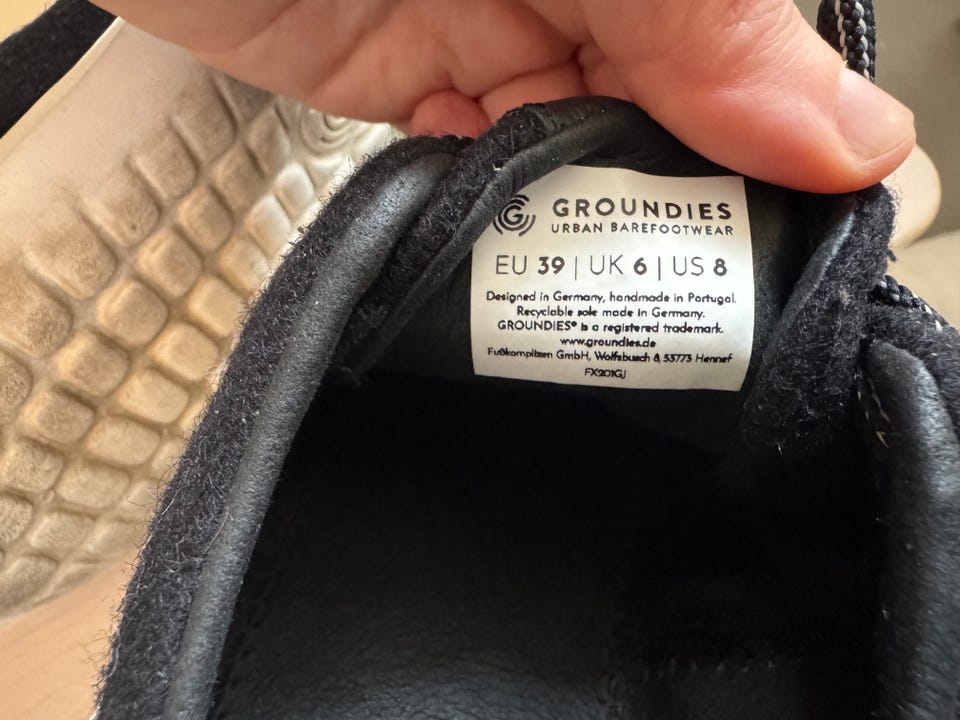 G GROUNDIES
URBAN BAREFOOTWEAR
EU 39 | UK 6 | US 8
Designed in Germany, handmade in Portugal.
Recyclable sole made in Germany.
GROUNDIES® is a registered trademark.
www.groundies.de
Fußkomplizen GmbH, Wolfsbusch 8, 53773 Hennef
FX201GJ